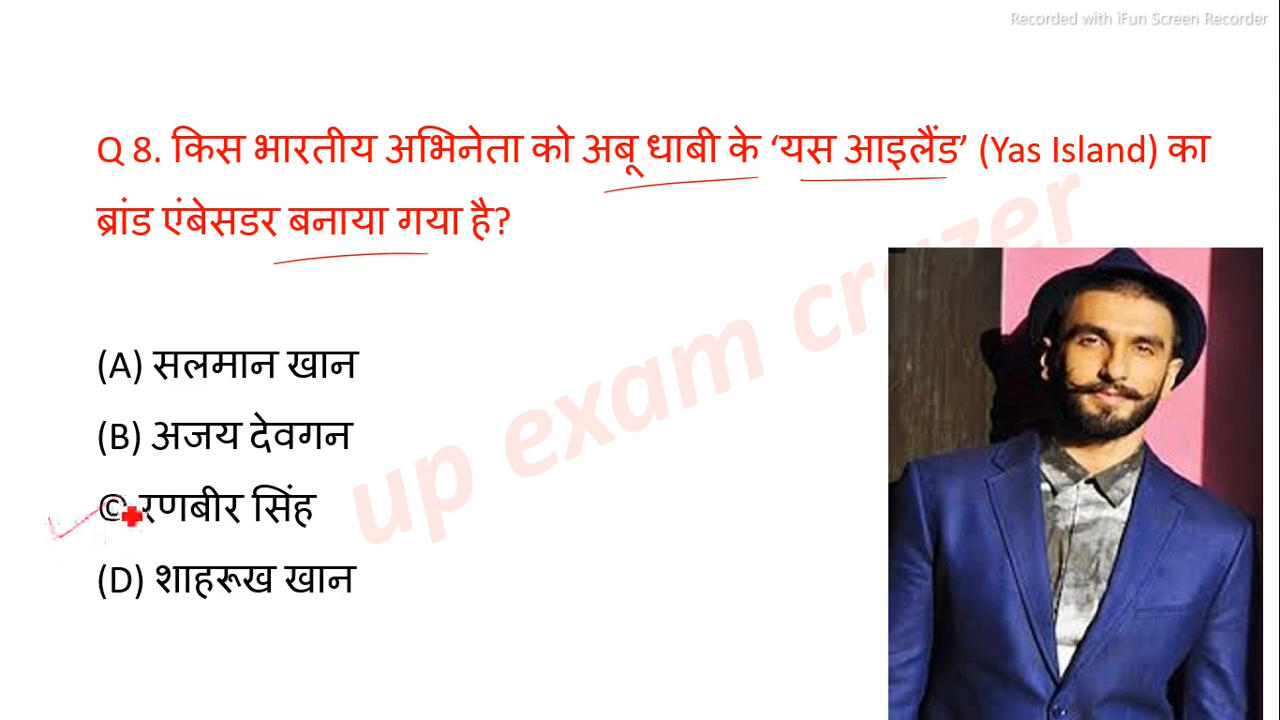 Recorded with iFun Screen Recorder
Q 8. किस भारतीय अभिनेता को अबू धाबी के ‘यस आइलैंड’ (Yas Island) का
ब्रांड एंबेसडर बनाया गया है?
(A) सलमान खान
(B) अजय देवगन
© रणबीर सिंह
(D) शाहरूख खान
up exam crazer